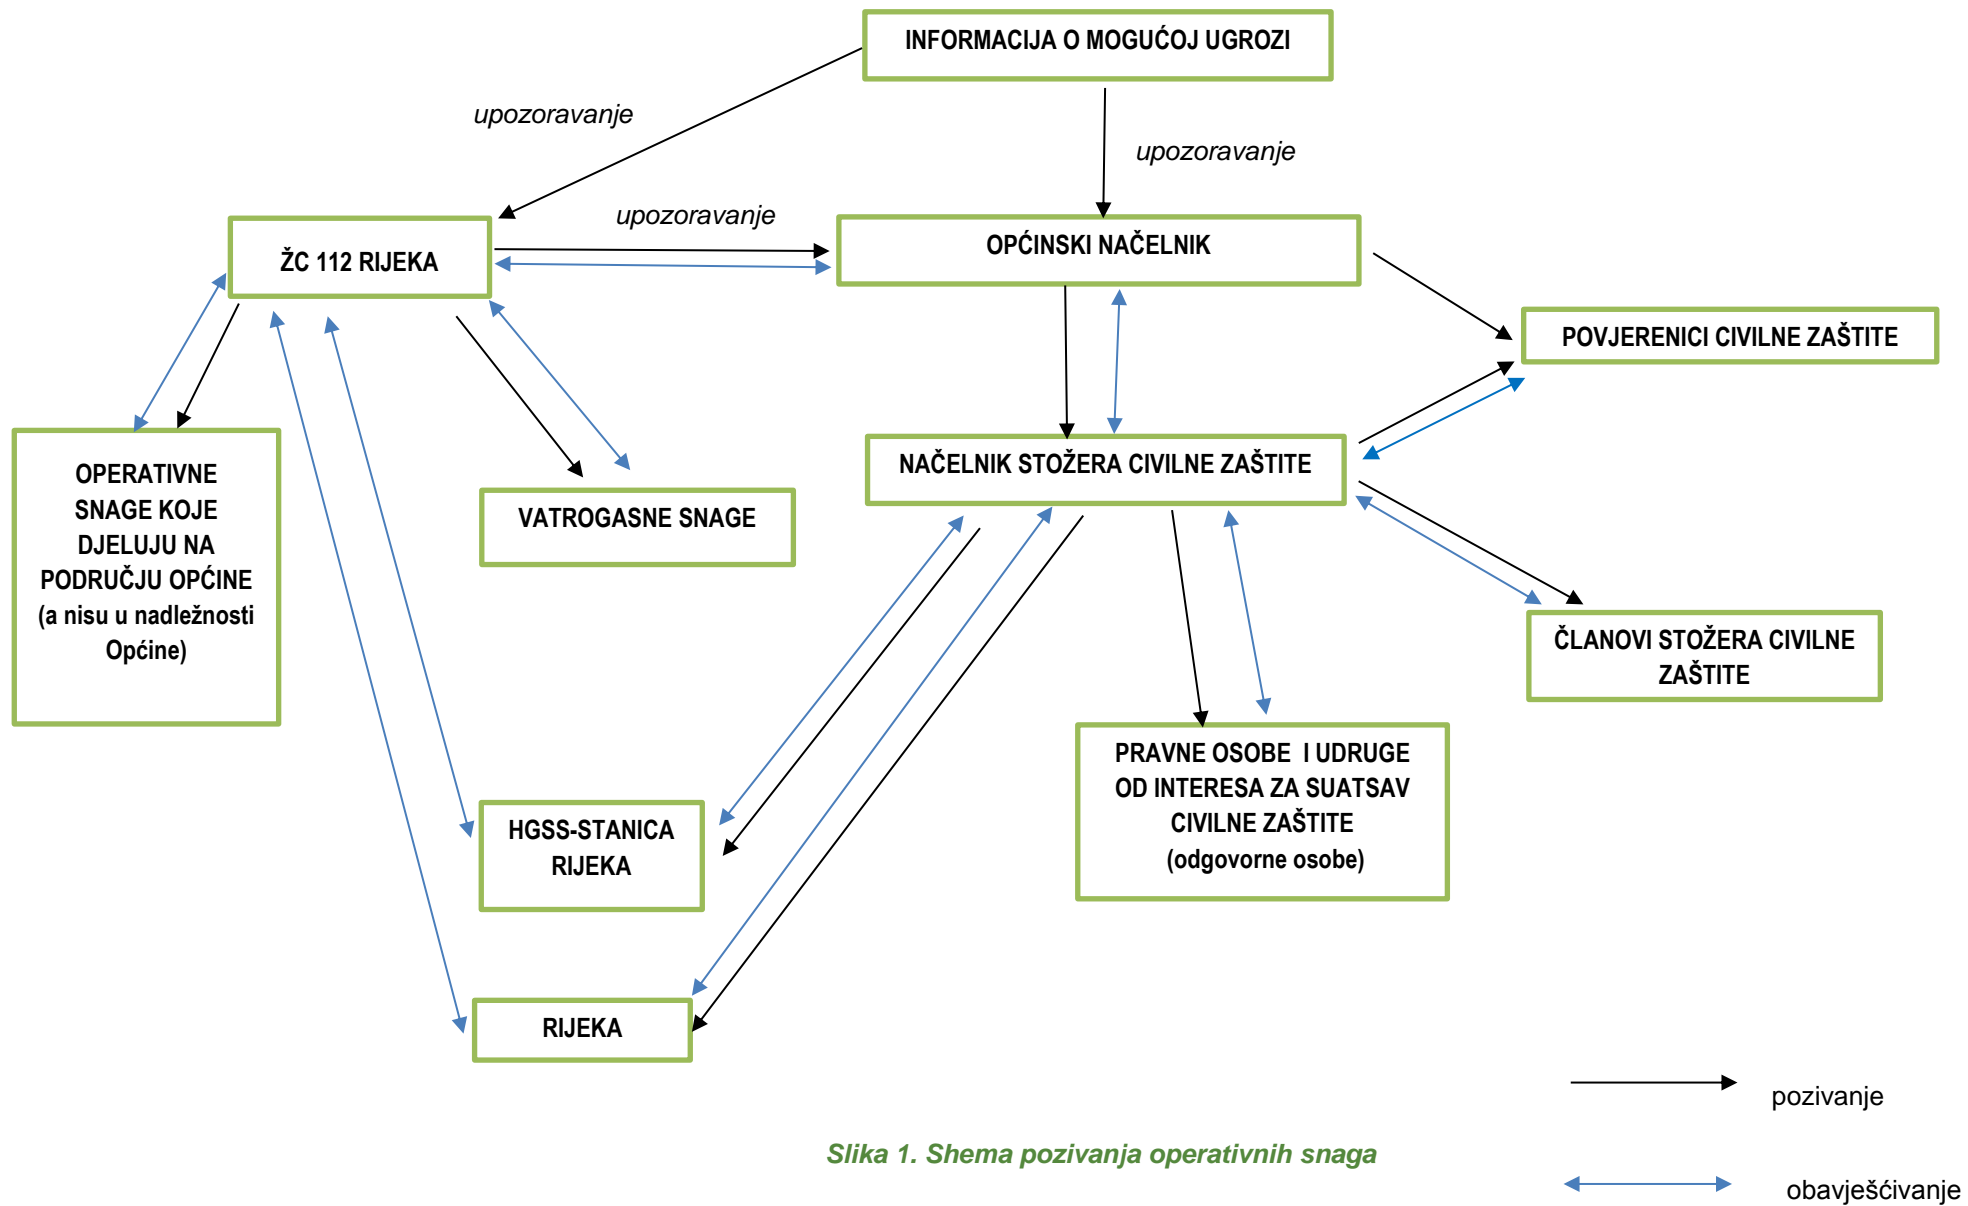 INFORMACIJA O MOGUĆOJ UGROZI
upozoravanje
upozoravanje
upozoravanje
ŽC 112 RIJEKA
OPĆINSKI NAČELNIK
POVJERENICI CIVILNE ZAŠTITE
OPERATIVNE
SNAGE KOJE
DJELUJU NA
PODRUČJU OPĆINE
(a nisu u nadležnosti
Općine)
VATROGASNE SNAGE
NAČELNIK STOŽERA CIVILNE ZAŠTITE
ČLANOVI STOŽERA CIVILNE
ZAŠTITE
PRAVNE OSOBE I UDRUGE
OD INTERESA ZA SUATSAV
CIVILNE ZAŠTITE
(odgovorne osobe)
HGSS-STANICA
RIJEKA
RIJEKA
pozivanje
Slika 1. Shema pozivanja operativnih snaga
obavješćivanje